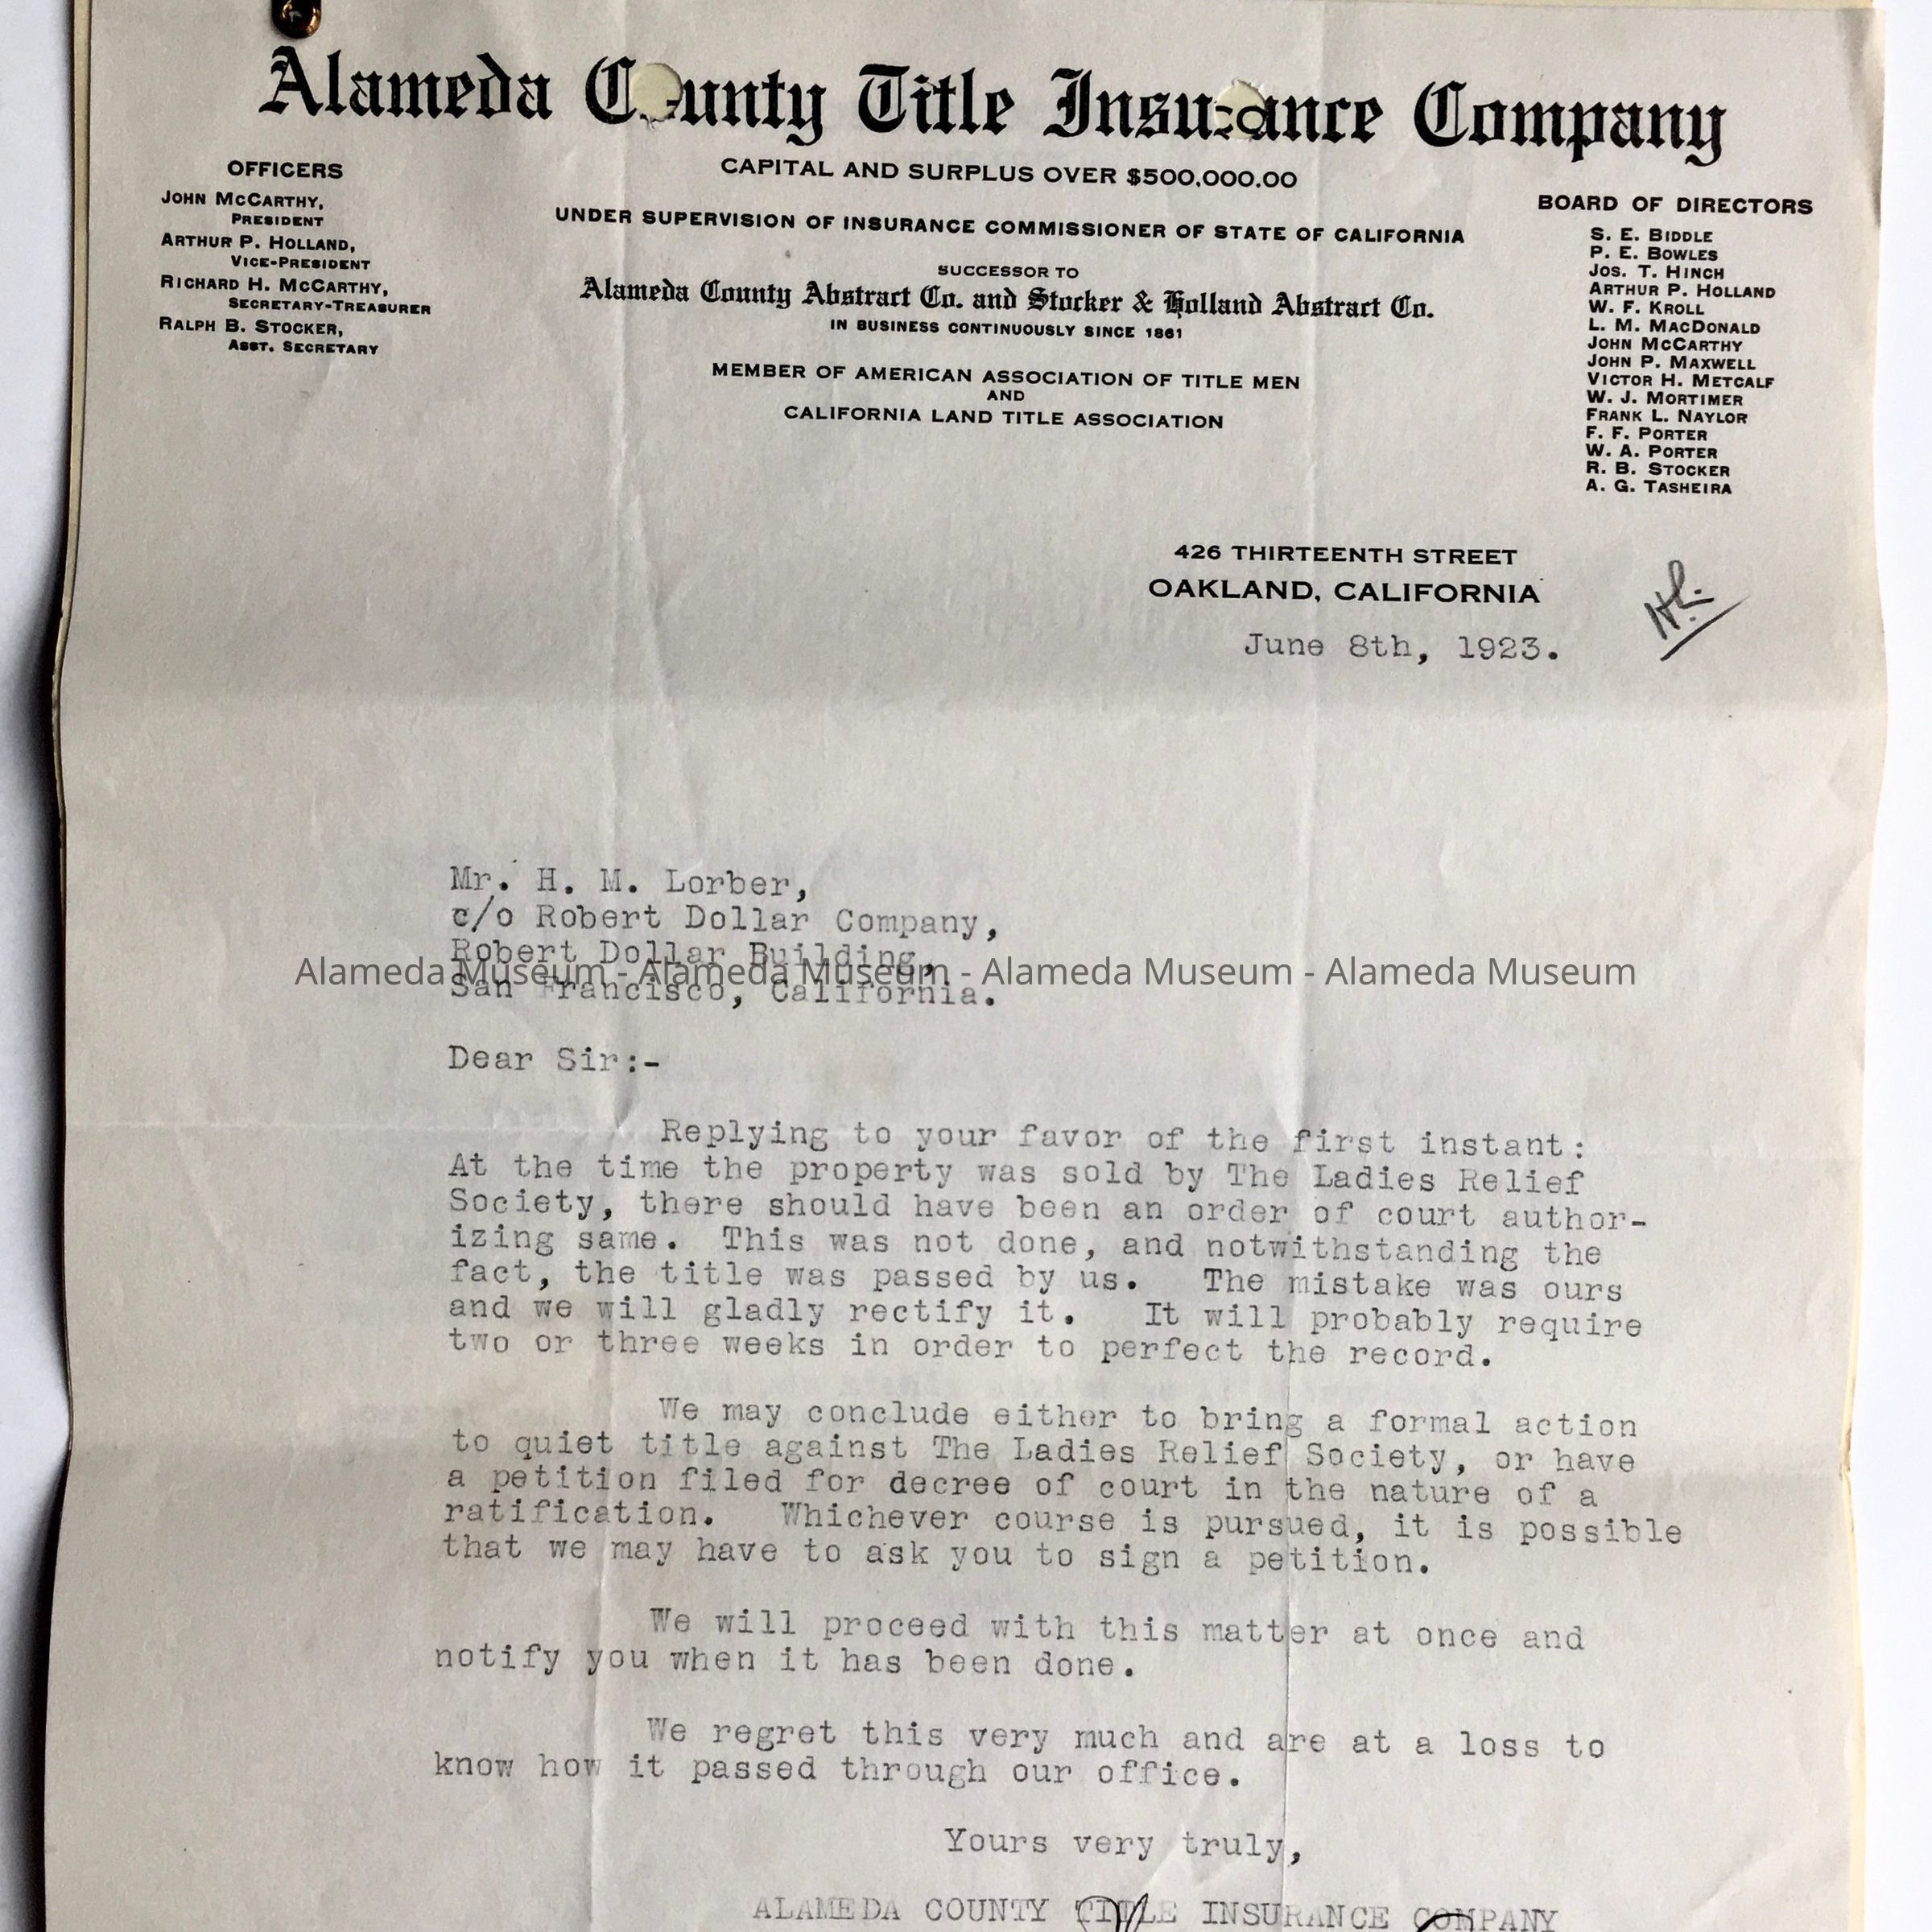 Alameda County Title Insurance Company
CAPITAL AND SURPLUS OVER $500,000.00
UNDER SUPERVISION OF INSURANCE COMMISSIONER OF STATE OF CALIFORNIA
SUCCESSOR TO
Alameda County Abstract Co. and Stocker & Holland Abstract Co.
IN BUSINESS CONTINUOUSLY SINCE 1861
MEMBER OF AMERICAN ASSOCIATION OF TITLE MEN
AND
CALIFORNIA LAND TITLE ASSOCIATION
OFFICERS
JOHN MCCARTHY,
PRESIDENT
ARTHUR P. HOLLAND,
VICE-PRESIDENT
RICHARD H. MCCARTHY,
SECRETARY-TREASURER
RALPH B. STOCKER,
ASST. SECRETARY
BOARD OF DIRECTORS
S. E. BIDDLE
P. E. BOWLES
JOS. T. HINCH
ARTHUR P. HOLLAND
W. F. KROLL
L. M. MACDONALD
JOHN MCCARTHY
JOHN P. MAXWELL
VICTOR H. METCALF
W. J. MORTIMER
FRANK L. NAYLOR
F. F. PORTER
W. A. PORTER
R. B. STOCKER
A. G. TASHEIRA
426 THIRTEENTH STREET
OAKLAND, CALIFORNIA
June 8th, 1923.
Mr. H. M. Lorber,
c/o Robert Dollar Company,
Robert Dollar Building,
Alameda Museum - Alameda Museum - Alameda Museum - Alameda Museum
San Francisco, California.
Dear Sir:-
Replying to your favor of the first instant:
At the time the property was sold by The Ladies Relief
Society, there should have been an order of court author-
izing same. This was not done, and notwithstanding the
fact, the title was passed by us. The mistake was ours
and we will gladly rectify it. It will probably require
two or three weeks in order to perfect the record.
We may conclude either to bring a formal action
to quiet title against The Ladies Relief Society, or have
a petition filed for decree of court in the nature of a
ratification. Whichever course is pursued, it is possible
that we may have to ask you to sign a petition.
We will proceed with this matter at once and
notify you when it has been done.
We regret this very much and are at a loss to
know how it passed through our office.
Yours very truly,
ALAMEDA COUNTY TITLE INSURANCE COMPANY